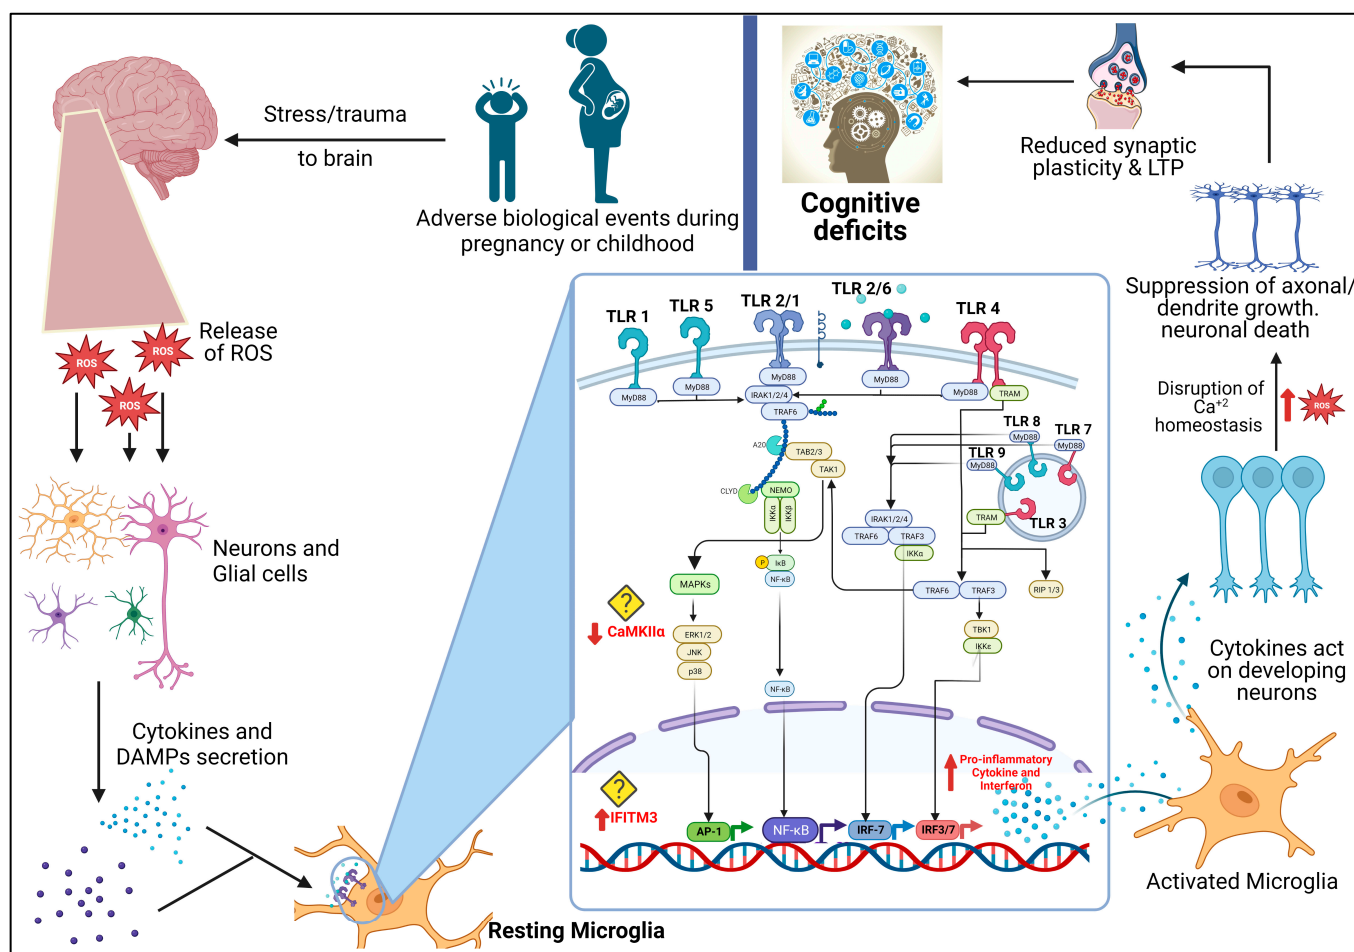 Stress/trauma
to brain
Adverse biological events during
pregnancy or childhood
Cognitive
deficits
Reduced synaptic
plasticity & LTP
Suppression of axonal/
dendrite growth.
neuronal death
Disruption of
Ca+2
homeostasis
ROS
Release
of ROS
ROS
ROS
ROS
Neurons and
Glial cells
Cytokines and
DAMPs secretion
Resting Microglia
TLR 1
TLR 5
TLR 2/1
TLR 2/6
TLR 4
MyD88
MyD88
MyD88
MyD88
MyD88
TRAM
IRAK1/2/4
TRAF6
A20
TAB2/3
TAK1
CLYD
NEMO
IKKα
IKKβ
P
IκB
NF-κB
MAPKs
ERK1/2
JNK
p38
NF-κB
TLR 8
TLR 7
MyD88
MyD88
TLR 9
MyD88
TRAM
TLR 3
IRAK1/2/4
TRAF6
TRAF3
IKKα
TRAF6
TRAF3
RIP 1/3
TBK1
IKKε
?
CaMKIIα
?
IFITM3
Pro-inflammatory
Cytokine and
Interferon
AP-1
NF-κB
IRF-7
IRF3/7
Cytokines act
on developing
neurons
Activated Microglia